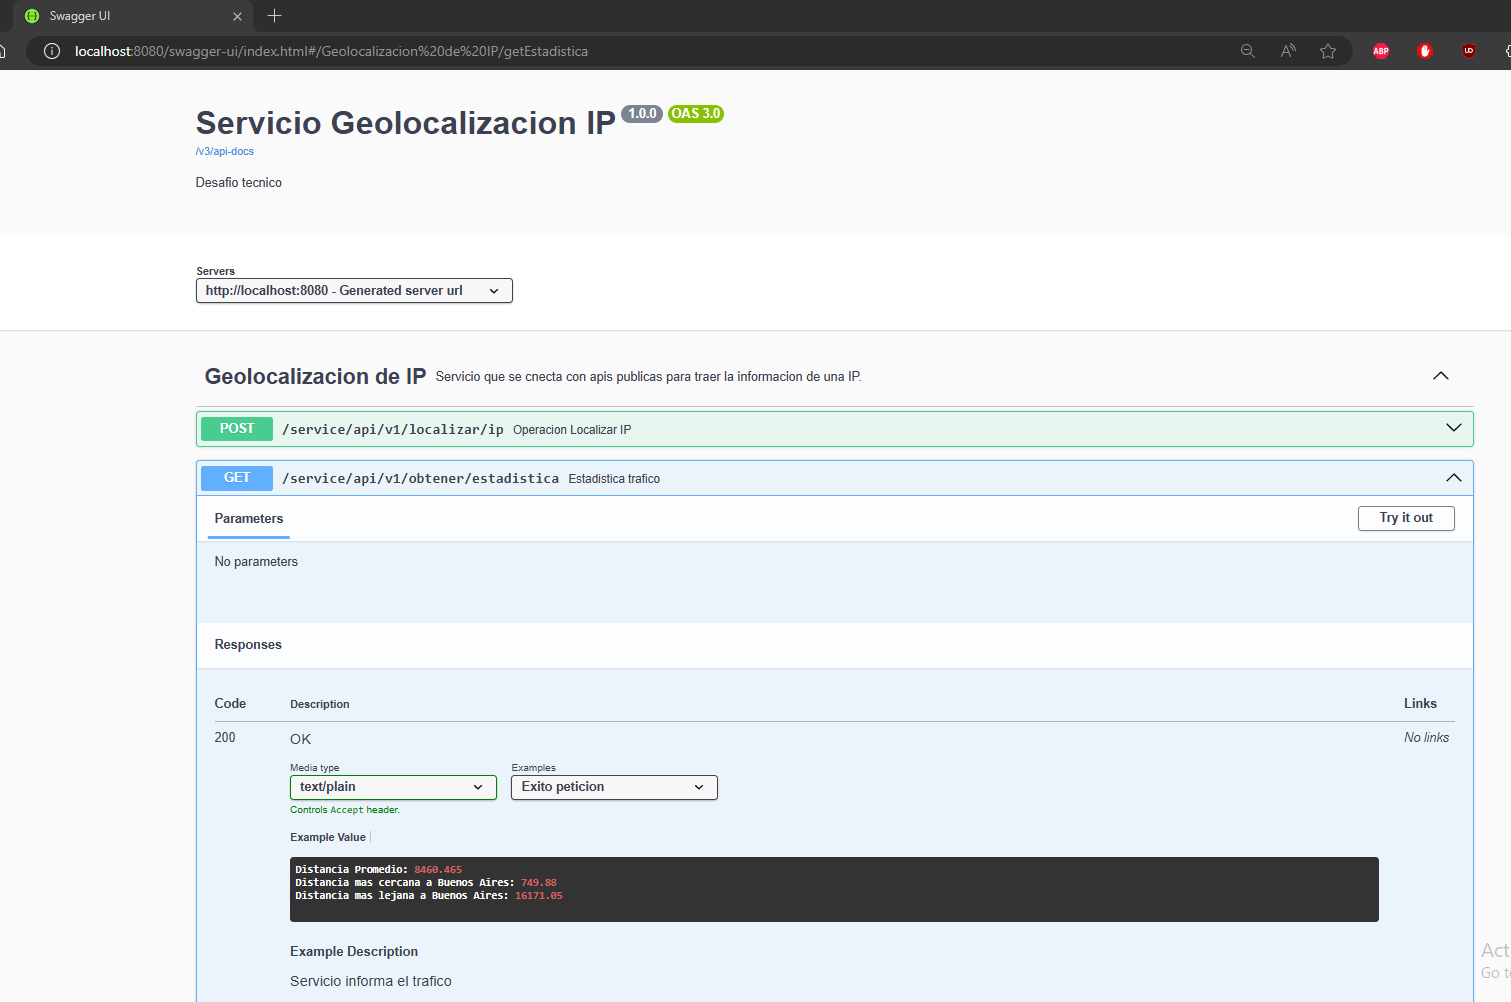 Swagger UI
localhost:8080/swagger-ui/index.html#/Geolocalizacion%20de%20IP/getEstadistica
ABP
UO
Servicio Geolocalizacion IP 1.0.0 OAS 3.0
/v3/api-docs
Desafio tecnico
Servers
http://localhost:8080 - Generated server url
Geolocalizacion de IP Servicio que se cnecta con apis publicas para traer la informacion de una IP.
POST /service/api/v1/localizar/ip Operacion Localizar IP
GET /service/api/v1/obtener/estadistica Estadistica trafico
Parameters Try it out
No parameters
Responses
Code Description Links
200 OK No links
Media type Examples
text/plain Exito peticion
Controls Accept header.
Example Value
Distancia Promedio: 8460.465
Distancia mas cercana a Buenos Aires: 749.88
Distancia mas lejana a Buenos Aires: 16171.05
Example Description
Servicio informa el trafico
Act
Go t